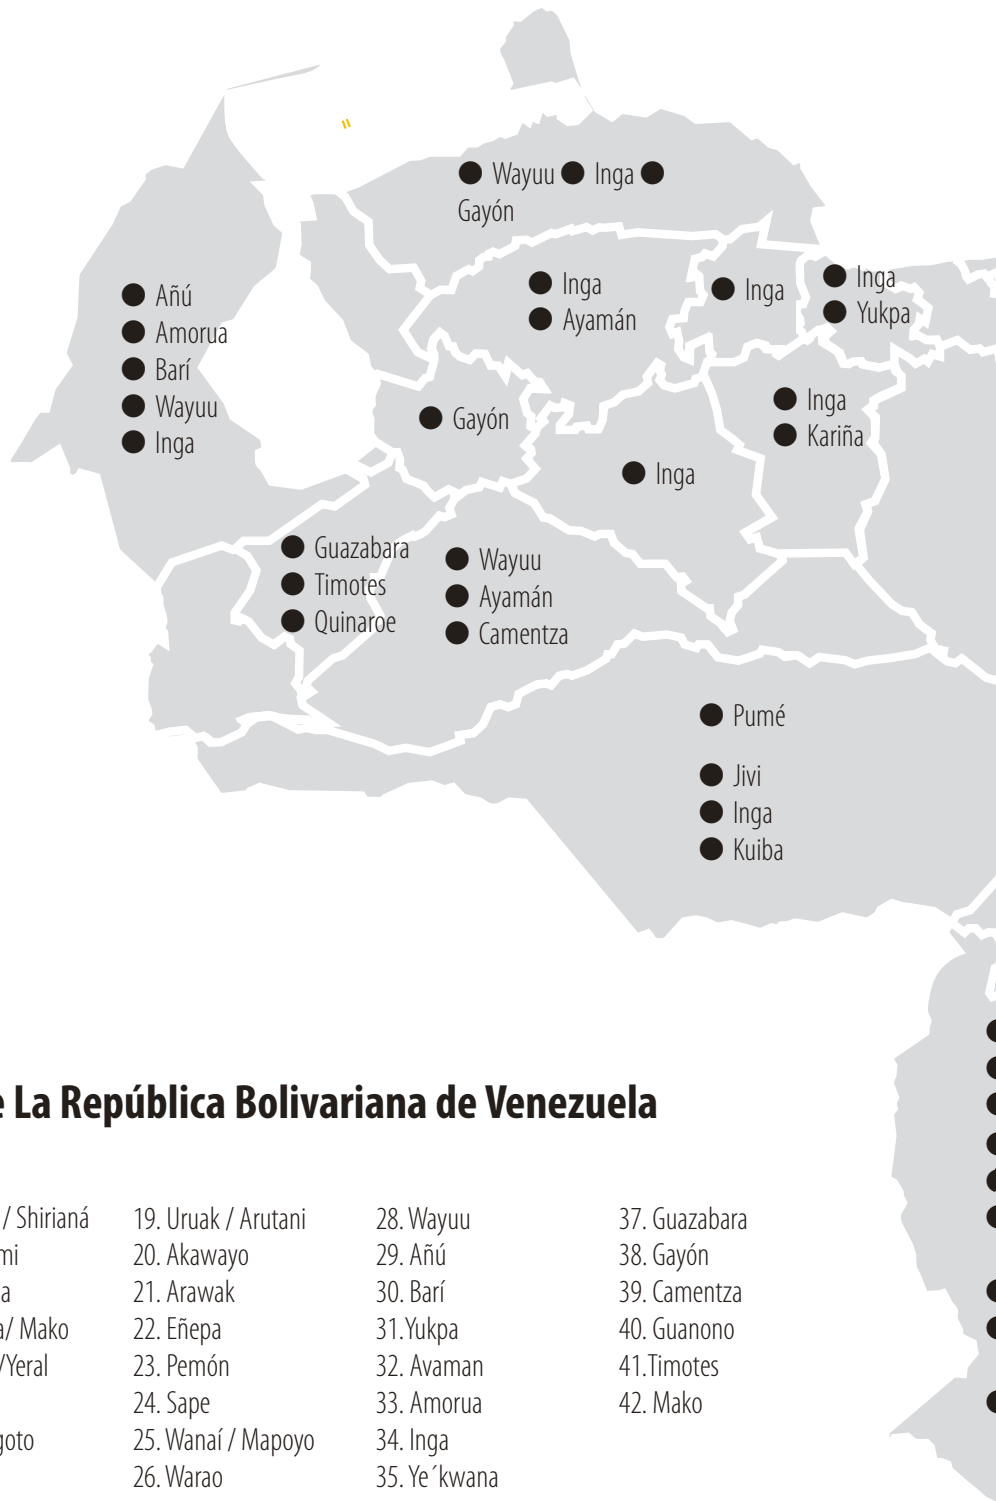 Wayuu Inga
Gayón
Añú
Amorua
Barí
Wayuu
Inga
Inga
Ayamán
Inga
Inga
Yukpa
Gayón
Inga
Kariña
Inga
Guazabara
Timotes
Quinaroe
Wayuu
Ayamán
Camentza
Pumé
Jivi
Inga
Kuiba
e La República Bolivariana de Venezuela
/ Shirianá
mi
a
a/ Mako
/Yeral
goto
19. Uruak / Arutani
20. Akawayo
21. Arawak
22. Eñepa
23. Pemón
24. Sape
25. Wanaí / Mapoyo
26. Warao
28. Wayuu
29. Añú
30. Barí
31.Yukpa
32. Avaman
33. Amorua
34. Inga
35. Ye´kwana
37. Guazabara
38. Gayón
39. Camentza
40. Guanono
41.Timotes
42. Mako